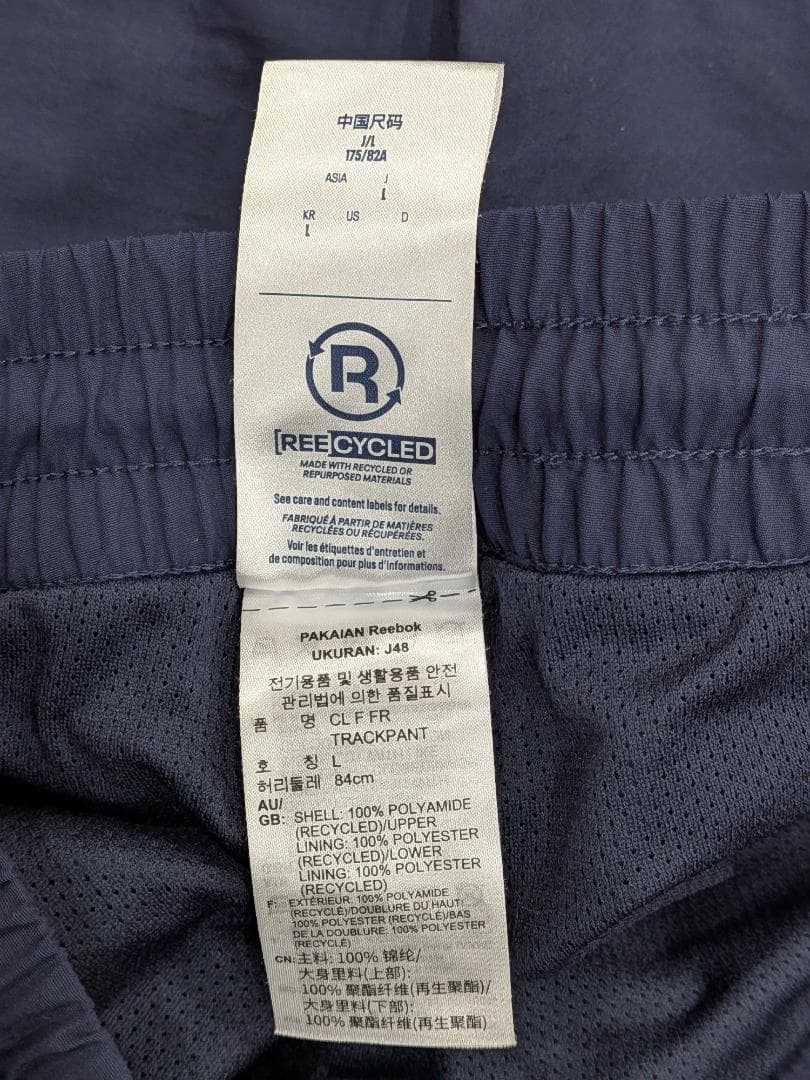 中国尺码
J/L
175/82A
ASIA J
L
KR US D
L
R
[REECYCLED
MADE WITH RECYCLED OR
REPURPOSED MATERIALS
See care and content labels for details.
FABRIQUÉ À PARTIR DE MATIÈRES
RECYCLÉES OU RÉCUPÉRÉES.
Voir les étiquettes d'entretien et
de composition pour plus d'informations.
PAKAIAN Reebok
UKURAN: J48
전기용품 및 생활용품 안전
관리법에 의한 품질표시
품 명 CL F FR
TRACKPANT
호 칭 L
허리둘레 84cm
AU/
GB: SHELL: 100% POLYAMIDE
(RECYCLED)/UPPER
LINING: 100% POLYESTER
(RECYCLED)/LOWER
LINING: 100% POLYESTER
(RECYCLED)
F: EXTÉRIEUR: 100% POLYAMIDE
(RECYCLÉ)/DOUBLURE DU HAUT:
100% POLYESTER (RECYCLÉ)/BAS
DE LA DOUBLURE: 100% POLYESTER
(RECYCLÉ)
CN: 主料: 100% 锦纶/
大身里料(上部):
100% 聚酯纤维(再生聚酯)/
大身里料(下部):
100% 聚酯纤维(再生聚酯)